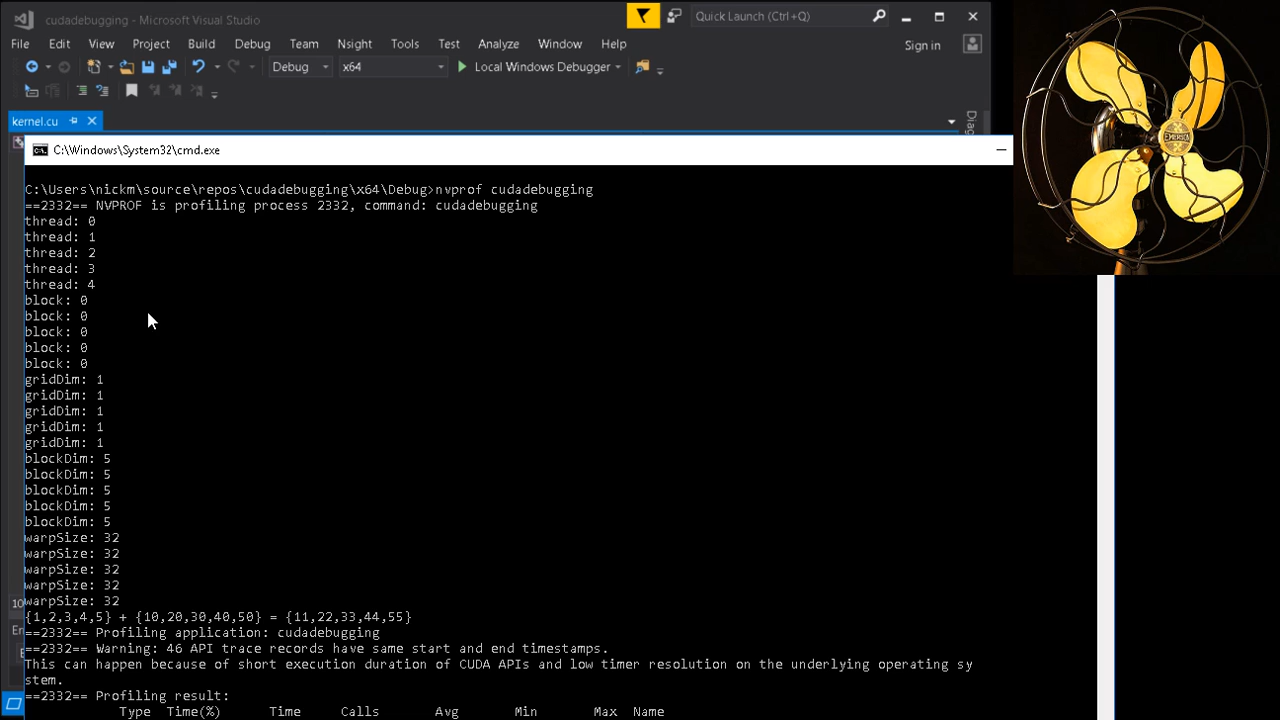 cudadebugging - Microsoft Visual Studio
Quick Launch (Ctrl+Q)
File Edit View Project Build Debug Team Nsight Tools Test Analyze Window Help
Sign in
Debug x64 Local Windows Debugger
kernel.cu
Diag
C:\Windows\System32\cmd.exe
C:\Users\nickm\source\repos\cudadebugging\x64\Debug>nvprof cudadebugging
==2332== NVPROF is profiling process 2332, command: cudadebugging
thread: 0
thread: 1
thread: 2
thread: 3
thread: 4
block: 0
block: 0
block: 0
block: 0
block: 0
gridDim: 1
gridDim: 1
gridDim: 1
gridDim: 1
gridDim: 1
blockDim: 5
blockDim: 5
blockDim: 5
blockDim: 5
blockDim: 5
warpSize: 32
warpSize: 32
warpSize: 32
warpSize: 32
warpSize: 32
10
{1,2,3,4,5} + {10,20,30,40,50} = {11,22,33,44,55}
En
==2332== Profiling application: cudadebugging
==2332== Warning: 46 API trace records have same start and end timestamps.
This can happen because of short execution duration of CUDA APIs and low timer resolution on the underlying operating sy
stem.
==2332== Profiling result:
Type Time(%) Time Calls Avg Min Max Name
EMERSON